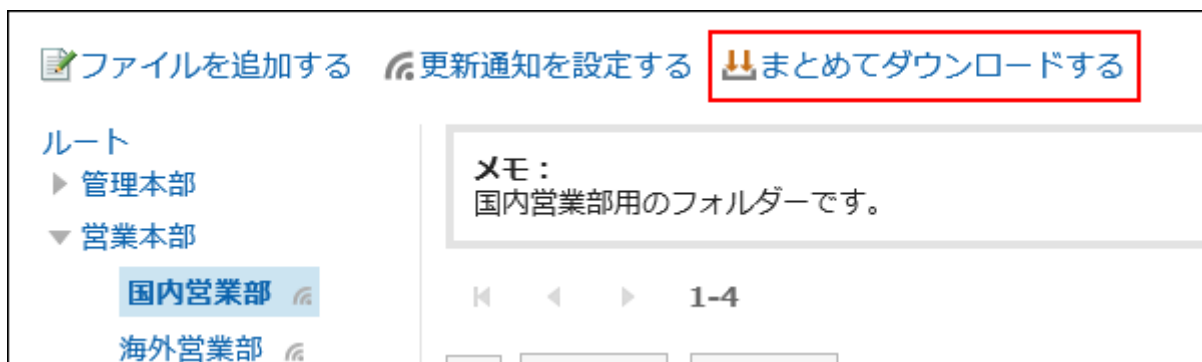 ファイルを追加する 更新通知を設定する まとめてダウンロードする
ルート
管理本部
営業本部
国内営業部
海外営業部
メモ：
国内営業部用のフォルダーです。
1-4